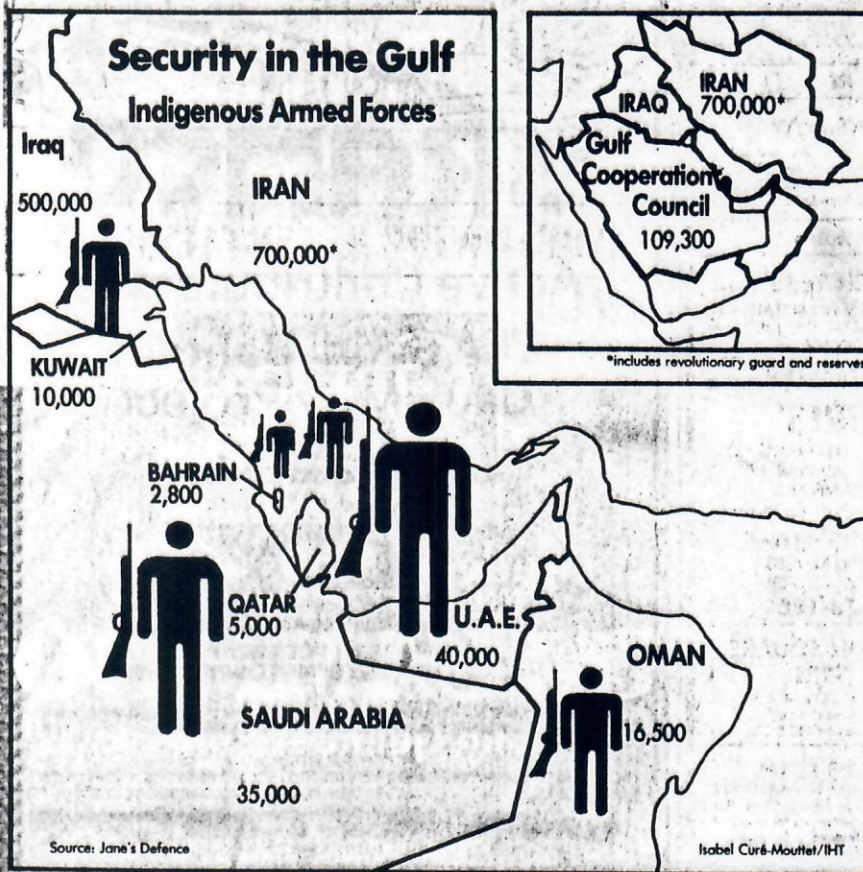 Security in the Gulf
Indigenous Armed Forces
Iraq
500,000
IRAN
700,000*
KUWAIT
10,000
BAHRAIN
2,800
QATAR
5,000
U.A.E.
40,000
OMAN
16,500
SAUDI ARABIA
35,000
Source: Jane's Defence
Isabel Curé-Mouttet/IHT
IRAQ
IRAN
700,000*
Gulf
Cooperation
Council
109,300
*includes revolutionary guard and reserves